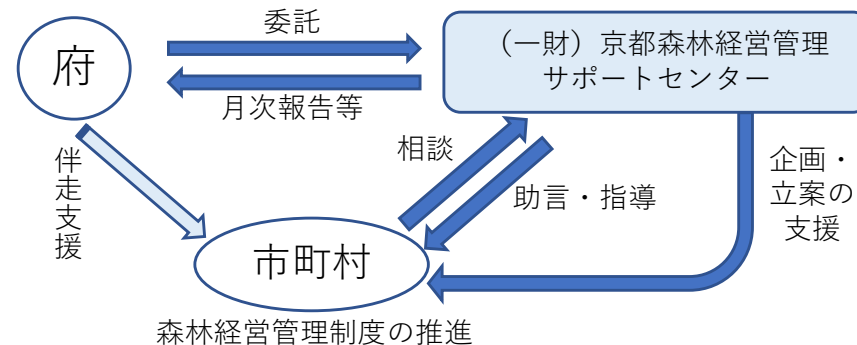 委託
府
（一財）京都森林経営管理
サポートセンター
月次報告等
伴走支援
相談
助言・指導
企画・
立案の
支援
市町村
森林経営管理制度の推進